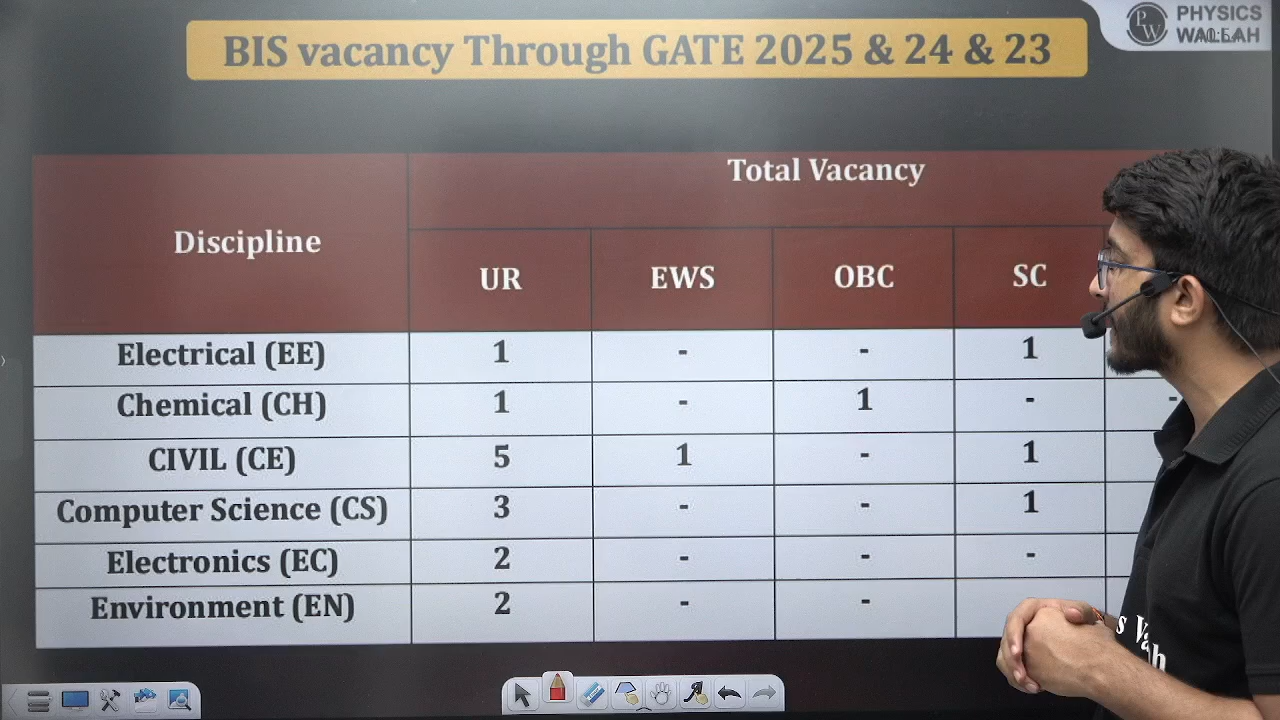 BIS vacancy Through GATE 2025 & 24 & 23
PHYSICS
WALLAH
Discipline
Total Vacancy
UR EWS OBC SC
Electrical (EE) 1 - - 1
Chemical (CH) 1 - 1 - -
CIVIL (CE) 5 1 - 1
Computer Science (CS) 3 - - 1
Electronics (EC) 2 - - -
Environment (EN) 2 - -